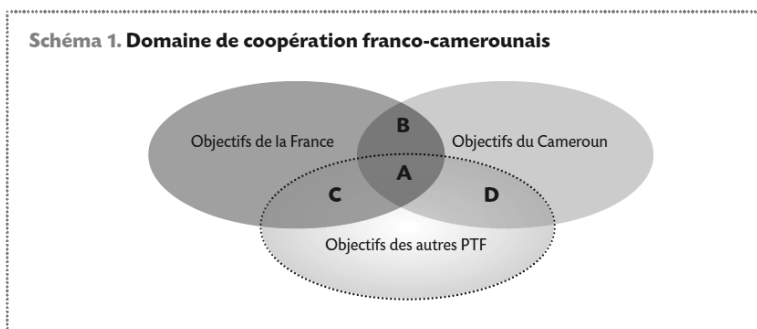 Schéma 1. Domaine de coopération franco-camerounais
B
Objectifs de la France
Objectifs du Cameroun
A
C
D
Objectifs des autres PTF